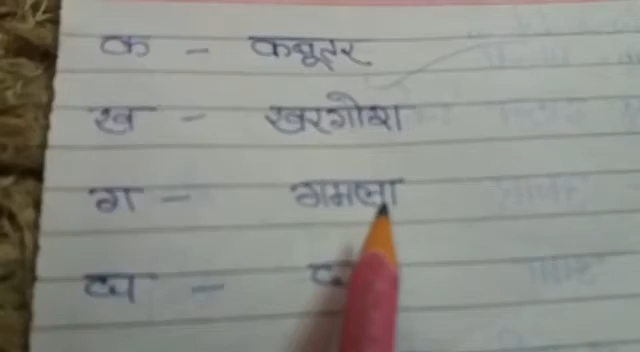 क - कबूतर
ख - खरगोश
ग - गमला
घ -